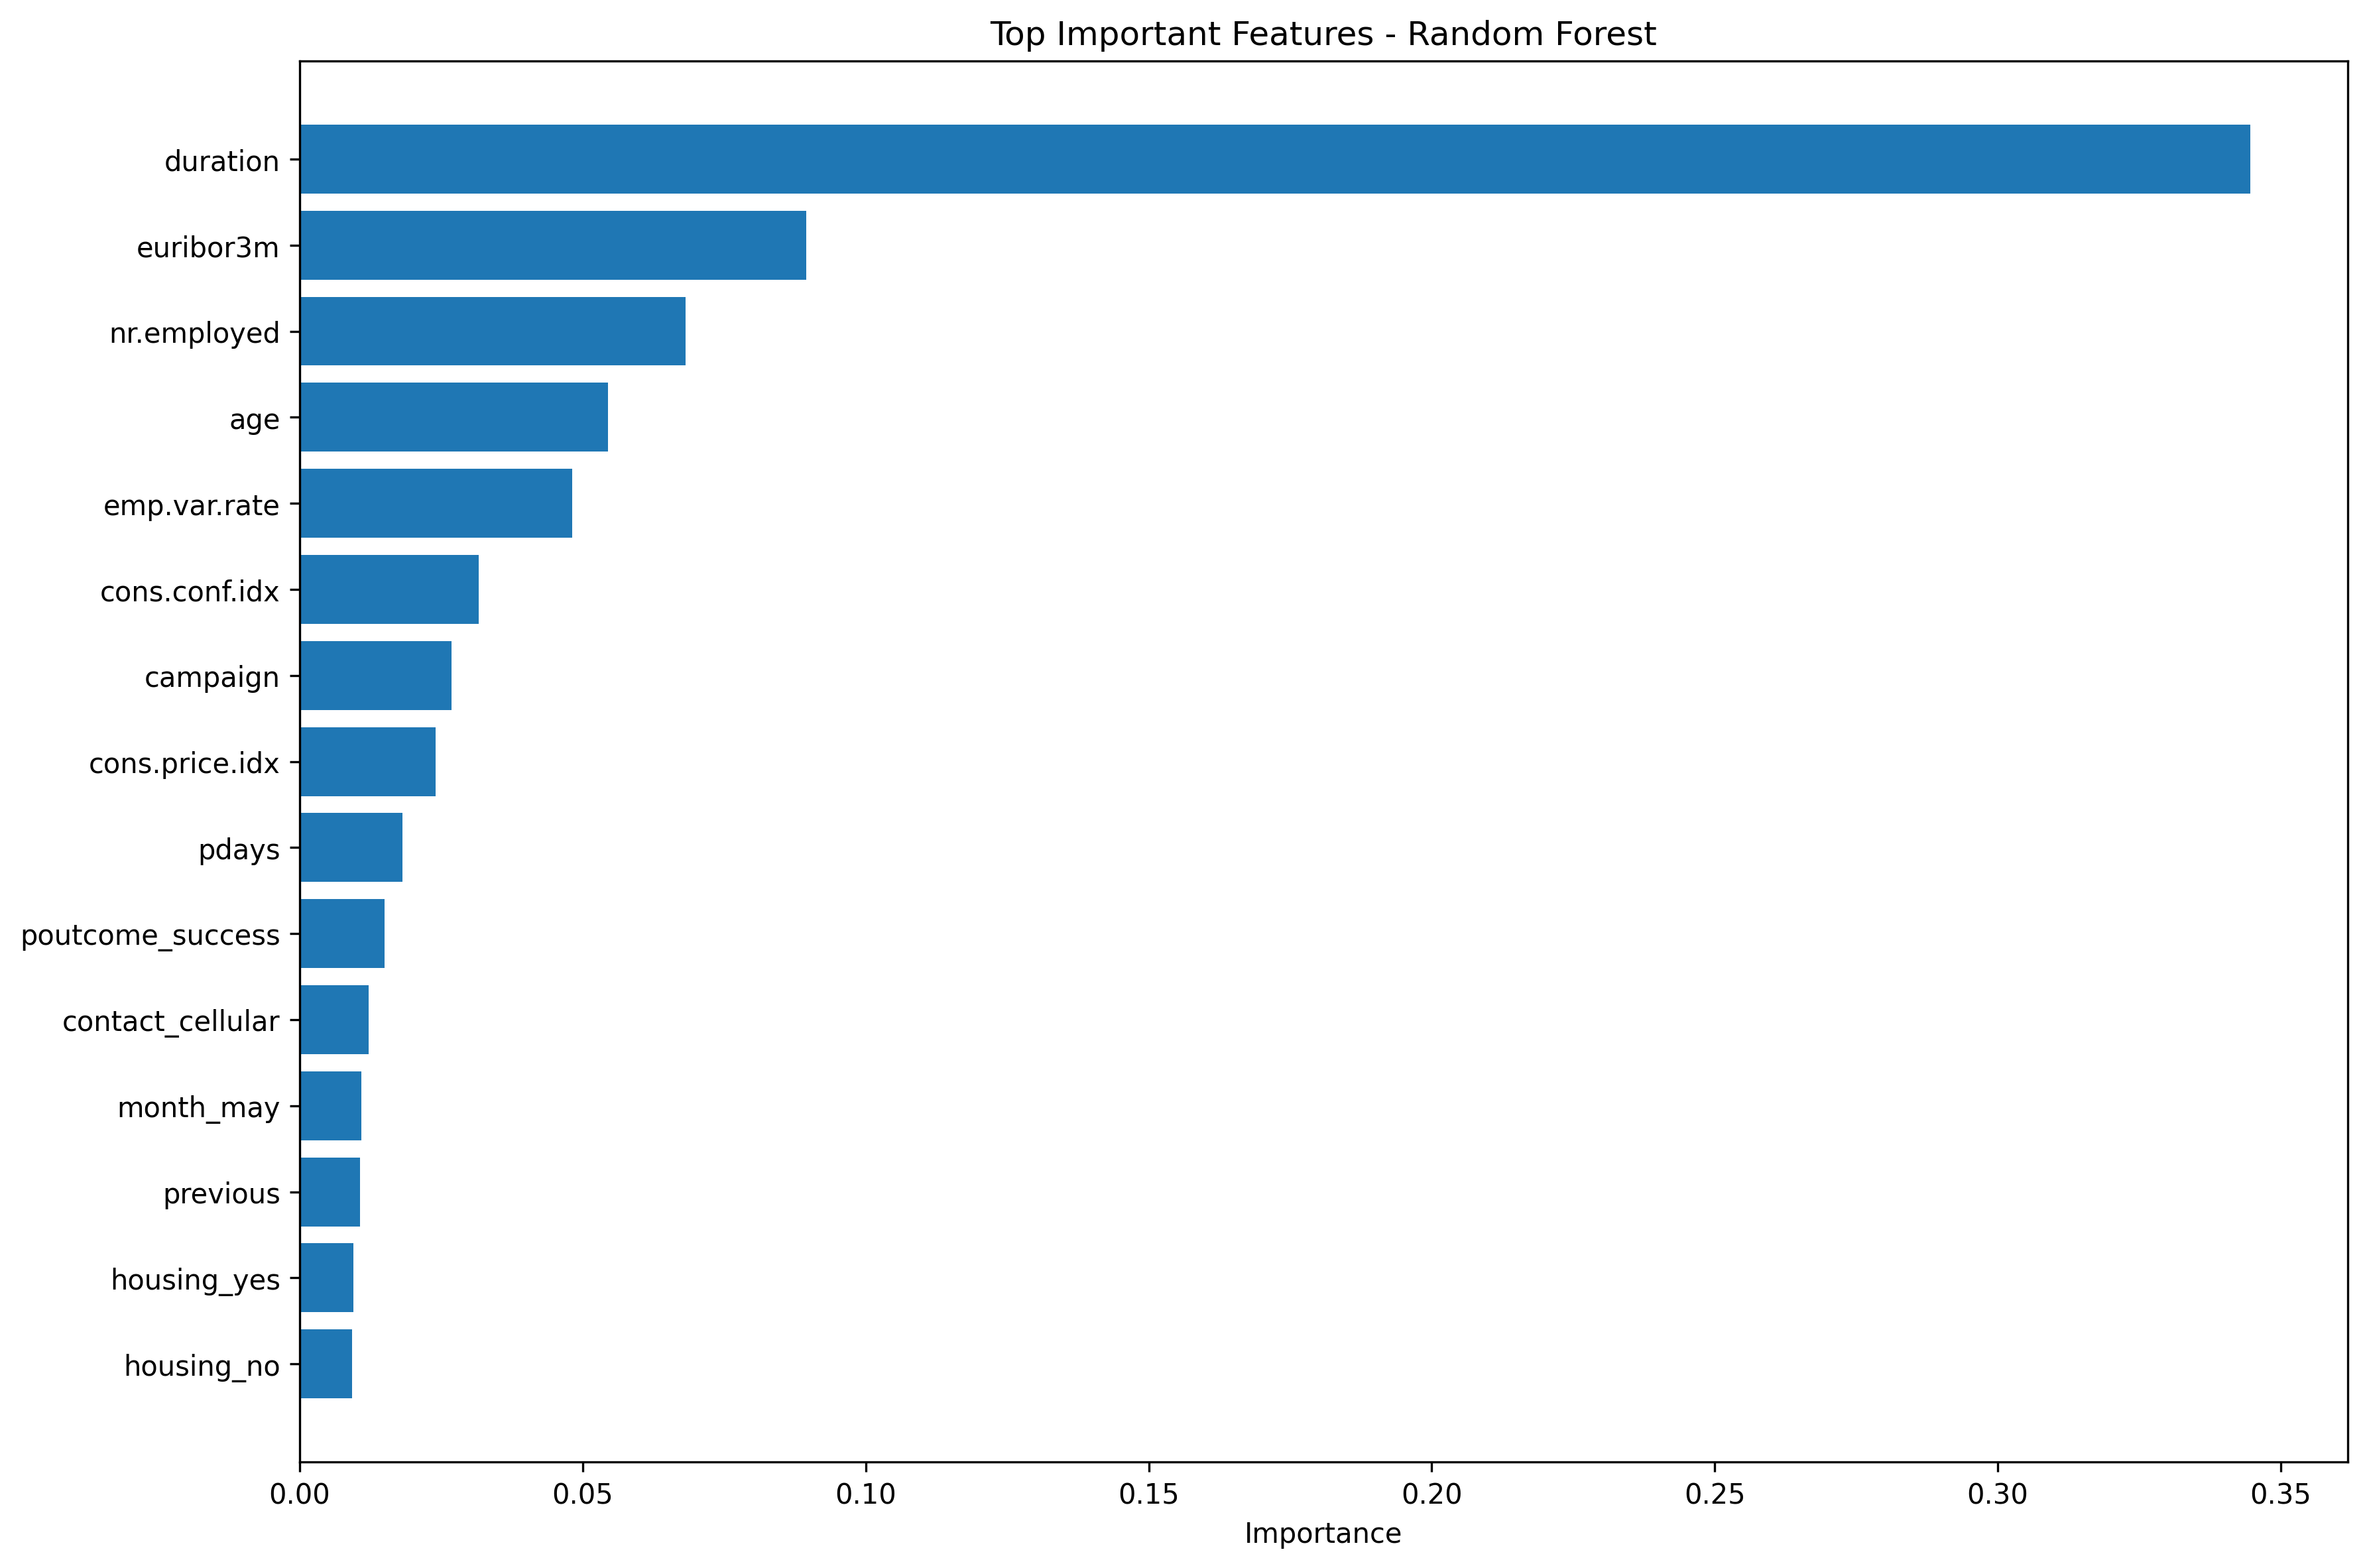 Top Important Features - Random Forest
duration
euribor3m
nr.employed
age
emp.var.rate
cons.conf.idx
campaign
cons.price.idx
pdays
poutcome_success
contact_cellular
month_may
previous
housing_yes
housing_no
0.00 0.05 0.10 0.15 0.20 0.25 0.30 0.35
Importance